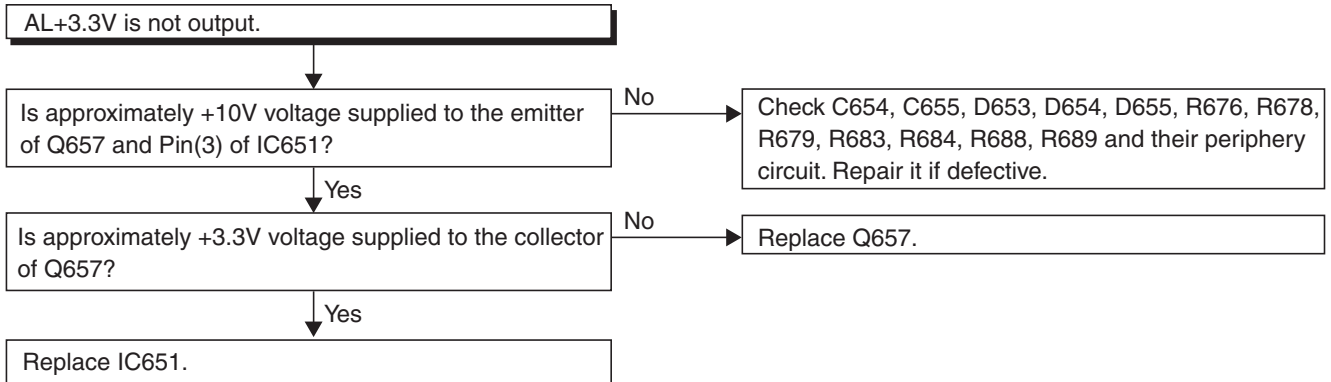 AL+3.3V is not output.
Is approximately +10V voltage supplied to the emitter
of Q657 and Pin(3) of IC651?
No
Check C654, C655, D653, D654, D655, R676, R678,
R679, R683, R684, R688, R689 and their periphery
circuit. Repair it if defective.
Yes
Is approximately +3.3V voltage supplied to the collector
of Q657?
No
Replace Q657.
Yes
Replace IC651.